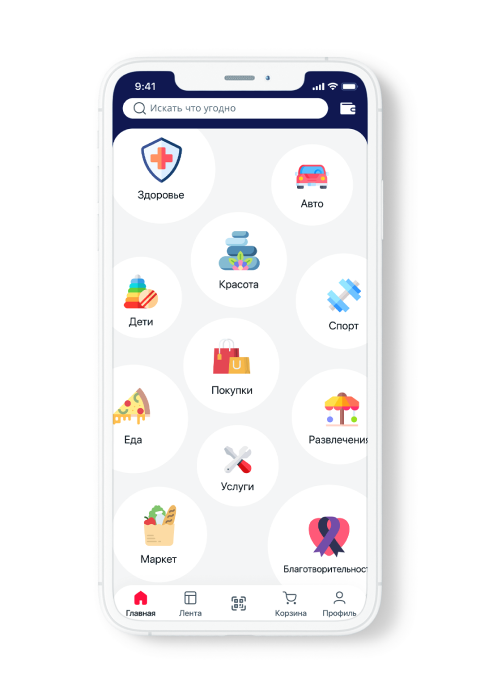 9:41
Искать что угодно
Здоровье
Авто
Красота
Дети
Спорт
Покупки
Еда
Развлечения
Услуги
Маркет
Благотворительност
Главная
Лента
Корзина
Профиль